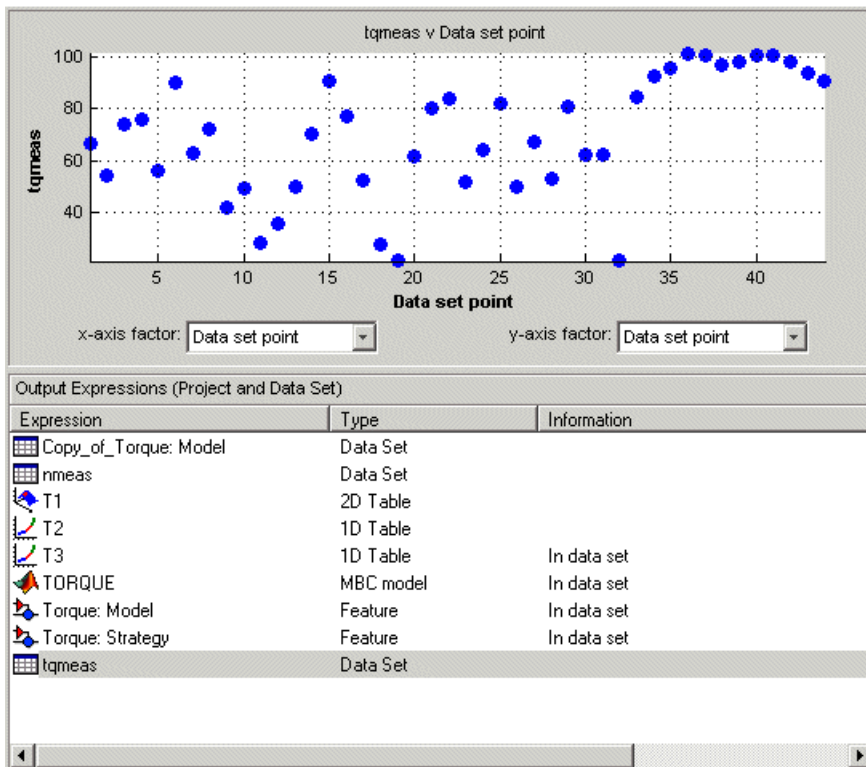 tqmeas v Data set point
100
80
60
40
tqmeas
5 10 15 20 25 30 35 40
Data set point
x-axis factor: Data set point y-axis factor: Data set point
Output Expressions (Project and Data Set)
Expression Type Information
Copy_of_Torque: Model Data Set
nmeas Data Set
T1 2D Table
T2 1D Table
T3 1D Table In data set
TORQUE MBC model In data set
Torque: Model Feature In data set
Torque: Strategy Feature In data set
tqmeas Data Set